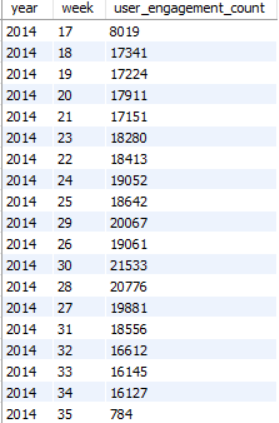 year week user_engagement_count
2014 17 8019
2014 18 17341
2014 19 17224
2014 20 17911
2014 21 17151
2014 23 18280
2014 22 18413
2014 24 19052
2014 25 18642
2014 29 20067
2014 26 19061
2014 30 21533
2014 28 20776
2014 27 19881
2014 31 18556
2014 32 16612
2014 33 16145
2014 34 16127
2014 35 784